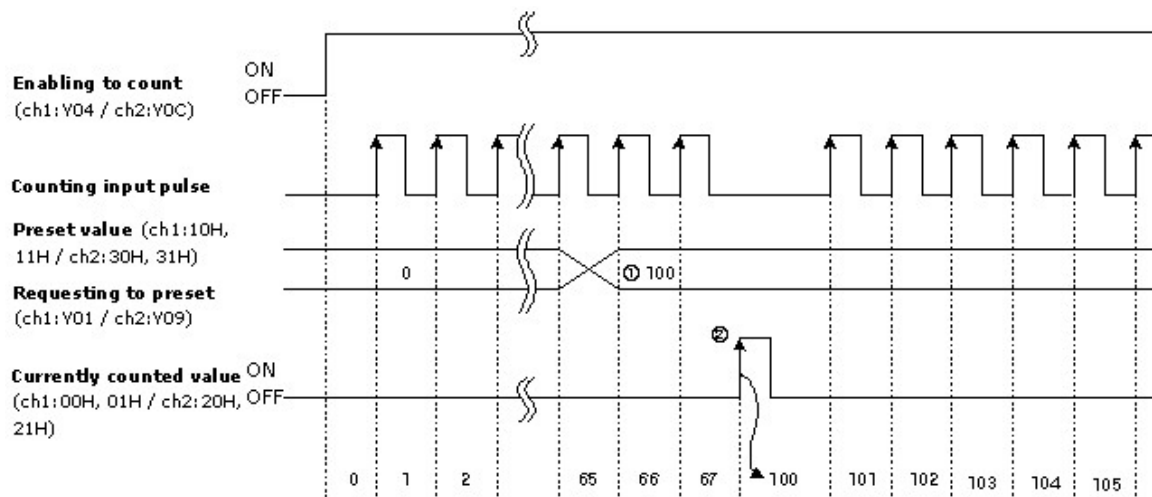 ON
Enabling to count
OFF
(ch1:Y04 / ch2:Y0C)
Counting input pulse
Preset value (ch1:10H,
11H / ch2:30H, 31H)
0
① 100
Requesting to preset
(ch1:Y01 / ch2:Y09)
②
Currently counted value ON
(ch1:00H, 01H / ch2:20H, OFF
21H)
0 1 2 65 66 67 100 101 102 103 104 105